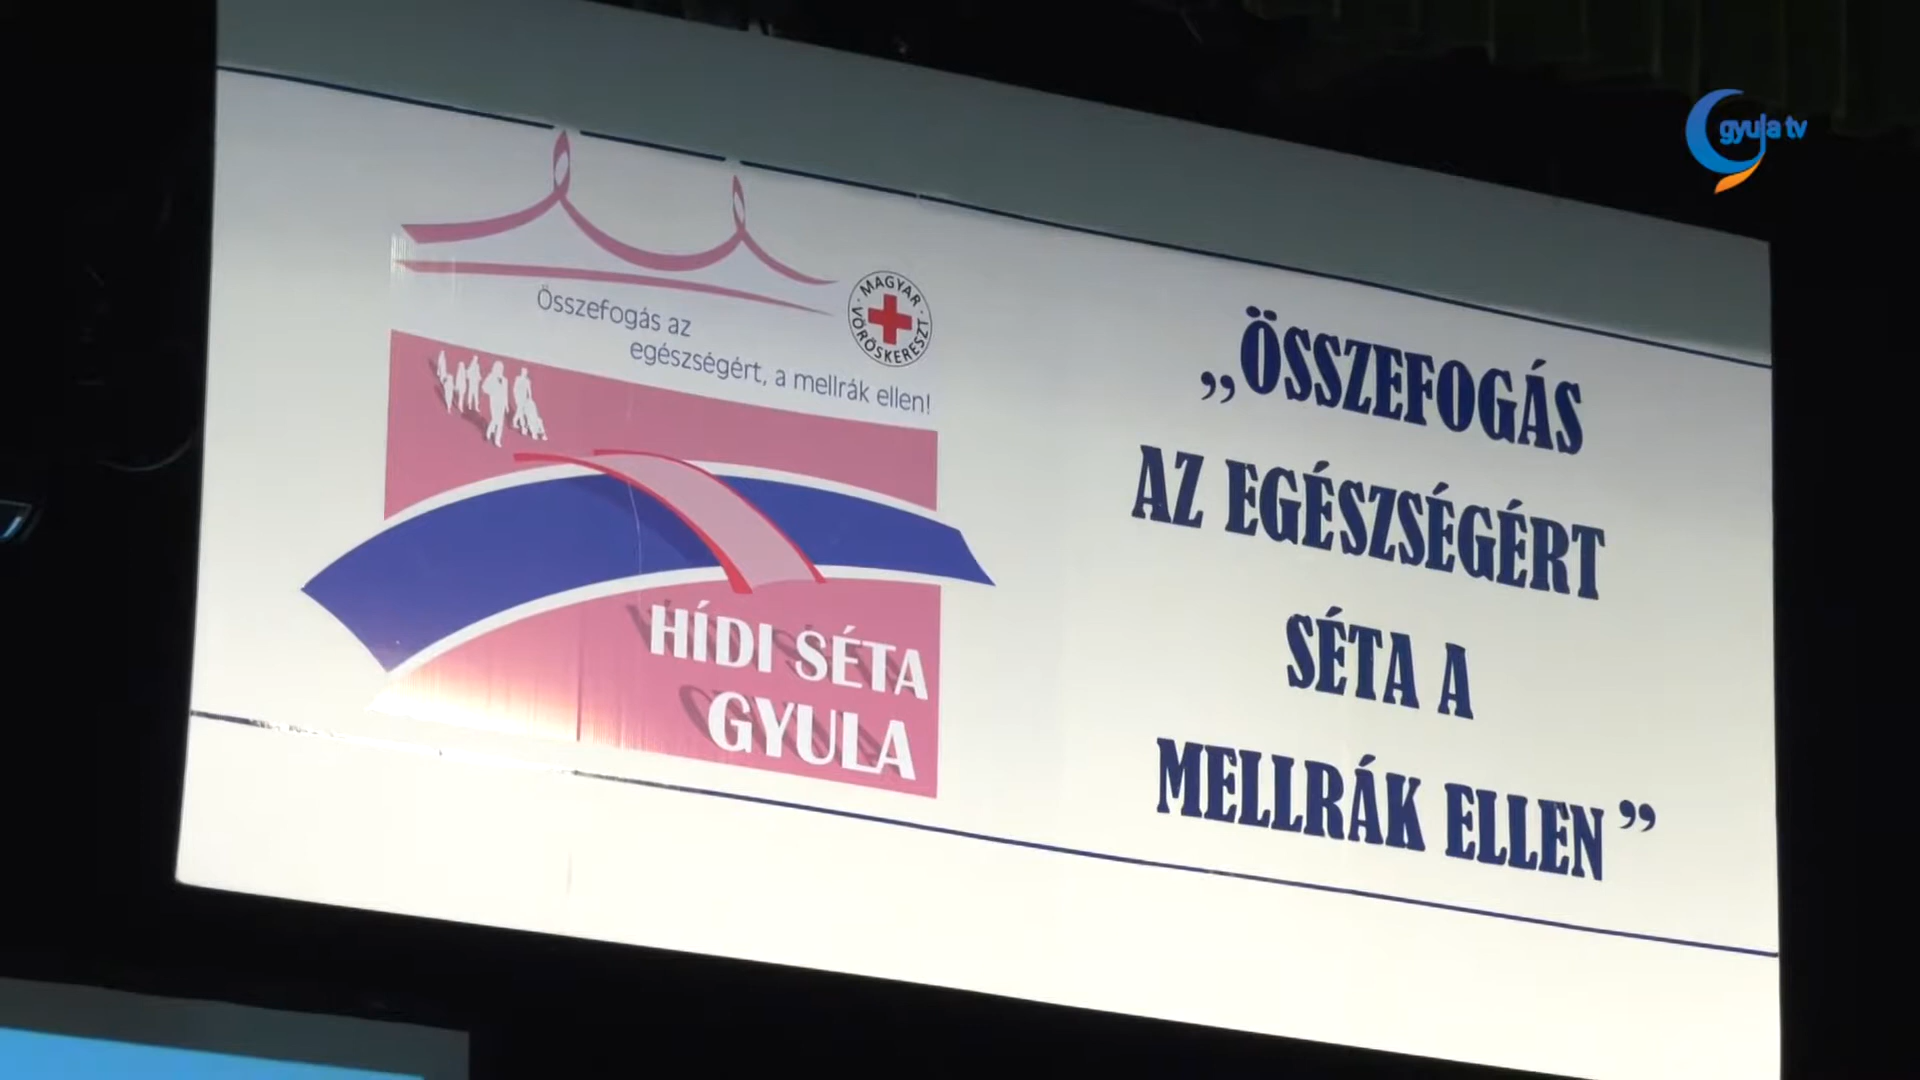 gyula tv
Összefogás az
egészségért, a mellrák ellen!
MAGYAR
VÖRÖSKERESZT
HÍDI SÉTA
GYULA
„ÖSSZEFOGÁS
AZ EGÉSZSÉGÉRT
SÉTA A
MELLRÁK ELLEN”